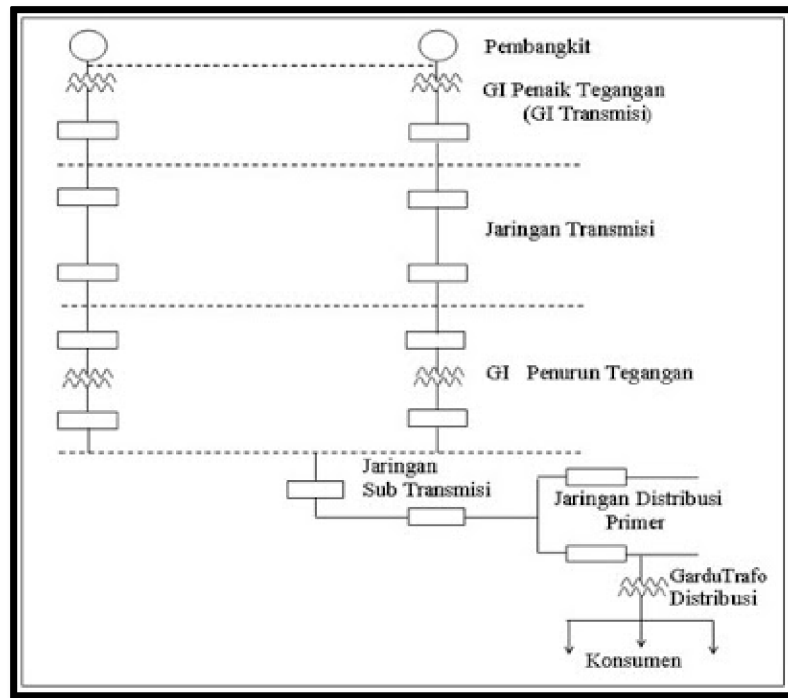 Pembangkit
GI Penaik Tegangan
(GI Transmisi)
Jaringan Transmisi
GI Penurun Tegangan
Jaringan
Sub Transmisi
Jaringan Distribusi
Primer
GarduTrafo
Distribusi
Konsumen